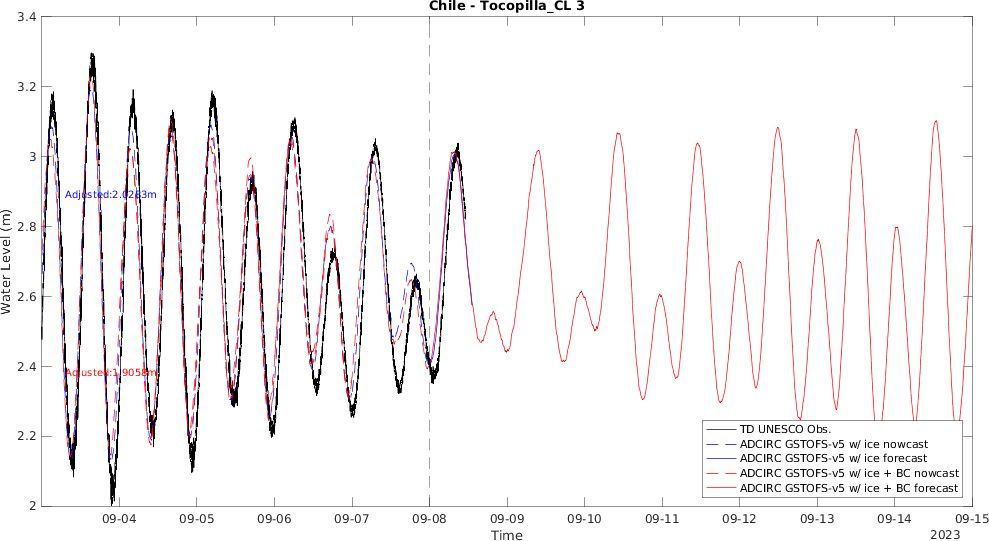 Chile - Tocopilla_CL 3
3.4
3.2
3
2.8
2.6
2.4
2.2
2
Water Level (m)
Adjusted:2.0263m
Adjusted:1.9058m
TD UNESCO Obs.
ADCIRC GSTOFS-v5 w/ ice nowcast
ADCIRC GSTOFS-v5 w/ ice forecast
ADCIRC GSTOFS-v5 w/ ice + BC nowcast
ADCIRC GSTOFS-v5 w/ ice + BC forecast
09-04 09-05 09-06 09-07 09-08 09-09 09-10 09-11 09-12 09-13 09-14 09-15
Time
2023